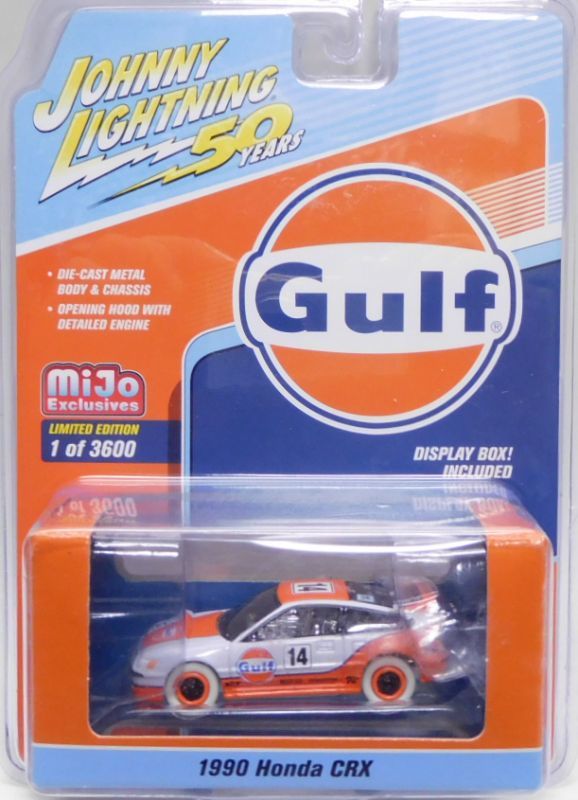 JOHNNY
LIGHTNING
50
YEARS
Gulf®
• DIE-CAST METAL
BODY & CHASSIS
• OPENING HOOD WITH
DETAILED ENGINE
MiJo
Exclusives
LIMITED EDITION
1 of 3600
DISPLAY BOX!
INCLUDED
14
Gulf
14
1990 Honda CRX